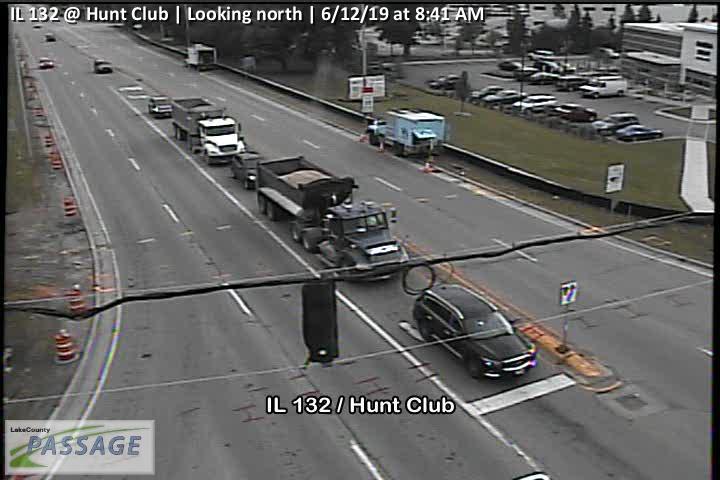 IL 132 @ Hunt Club | Looking north | 6/12/19 at 8:41 AM
IL 132 / Hunt Club
LakeCounty
PASSAGE